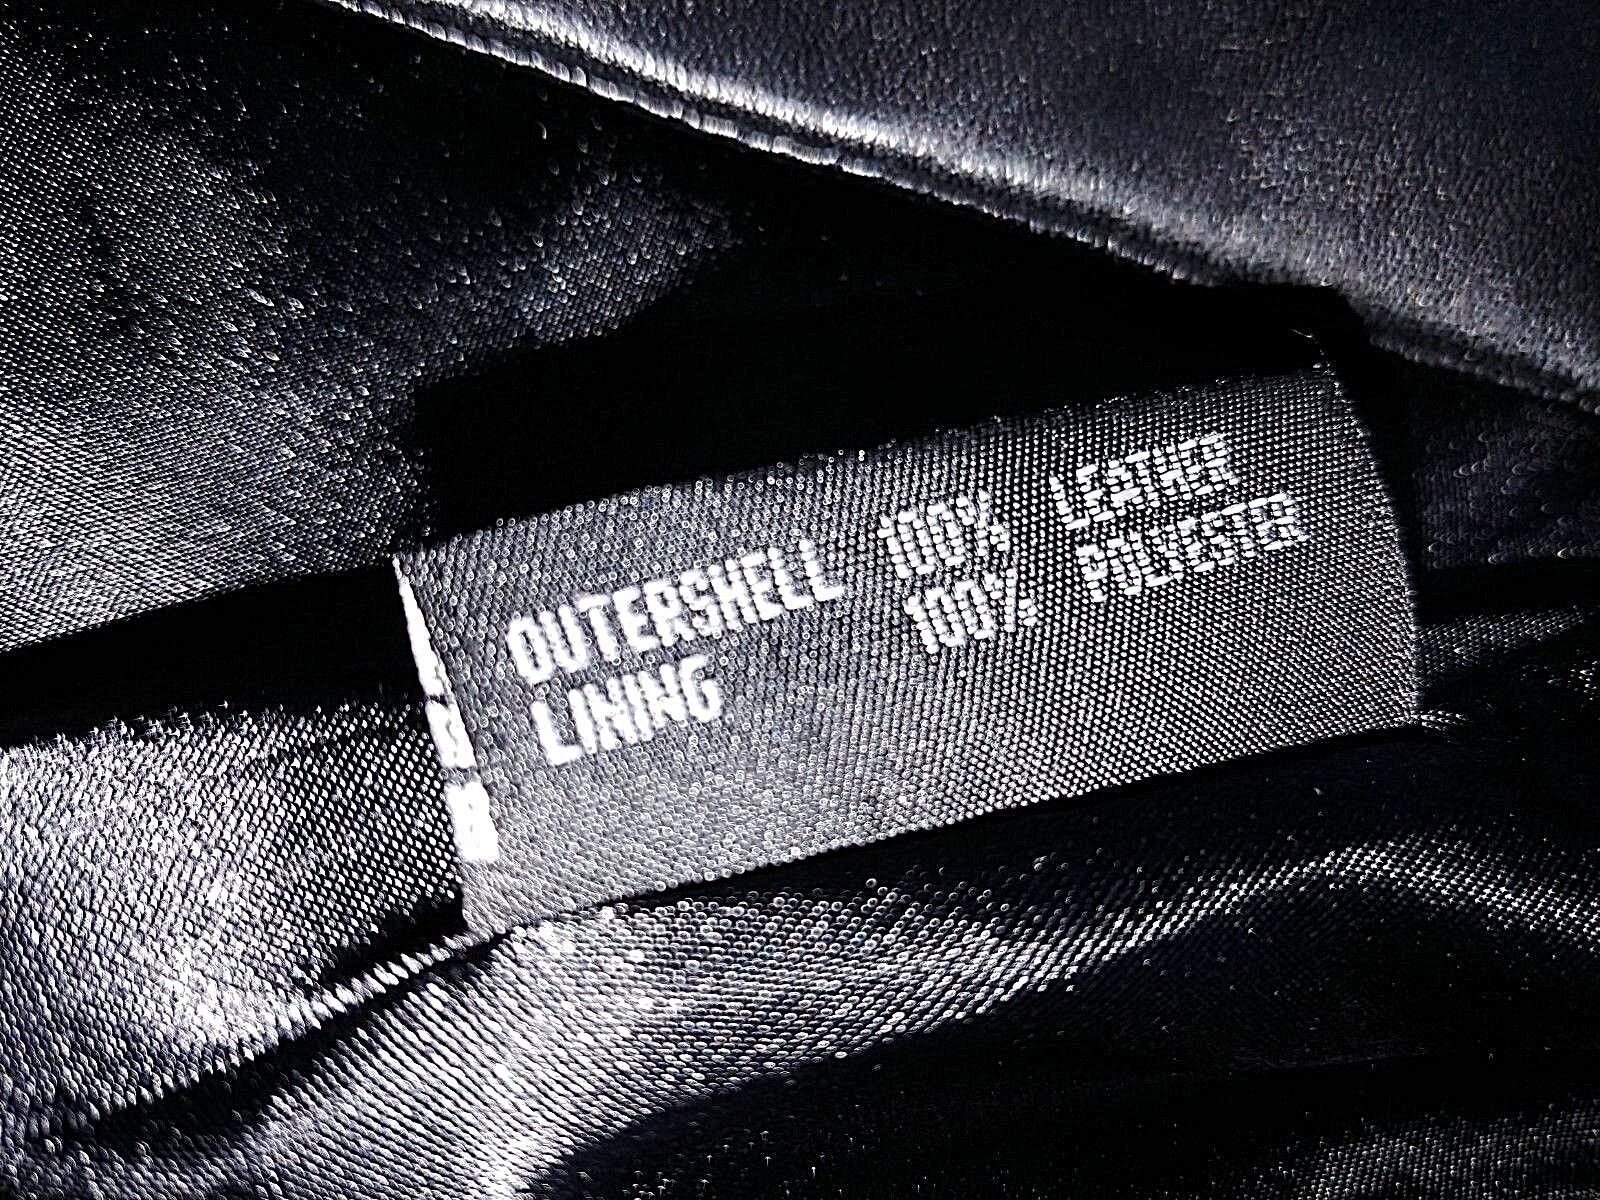 OUTERSHELL 100% LEATHER
LINING 100% POLYESTER